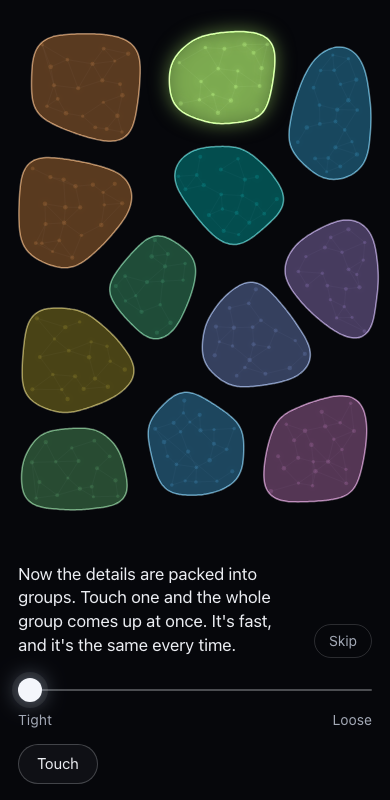 Now the details are packed into
groups. Touch one and the whole
group comes up at once. It's fast,
and it's the same every time.
Skip
Tight
Loose
Touch